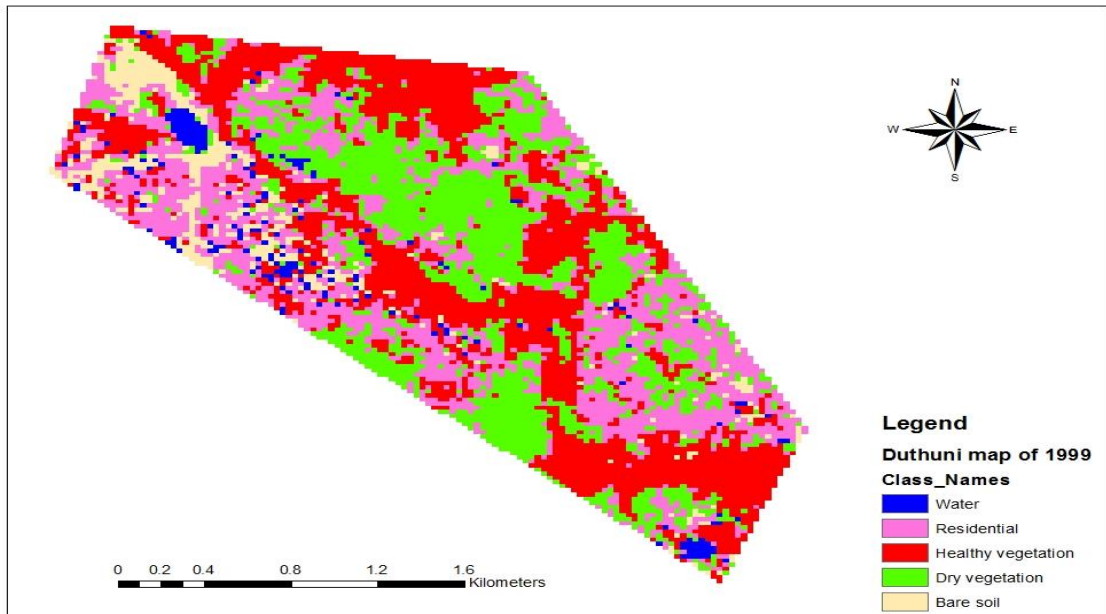 N
W E
S
Legend
Duthuni map of 1999
Class_Names
Water
Residential
Healthy vegetation
Dry vegetation
Bare soil
0 0.2 0.4 0.8 1.2 1.6
Kilometers